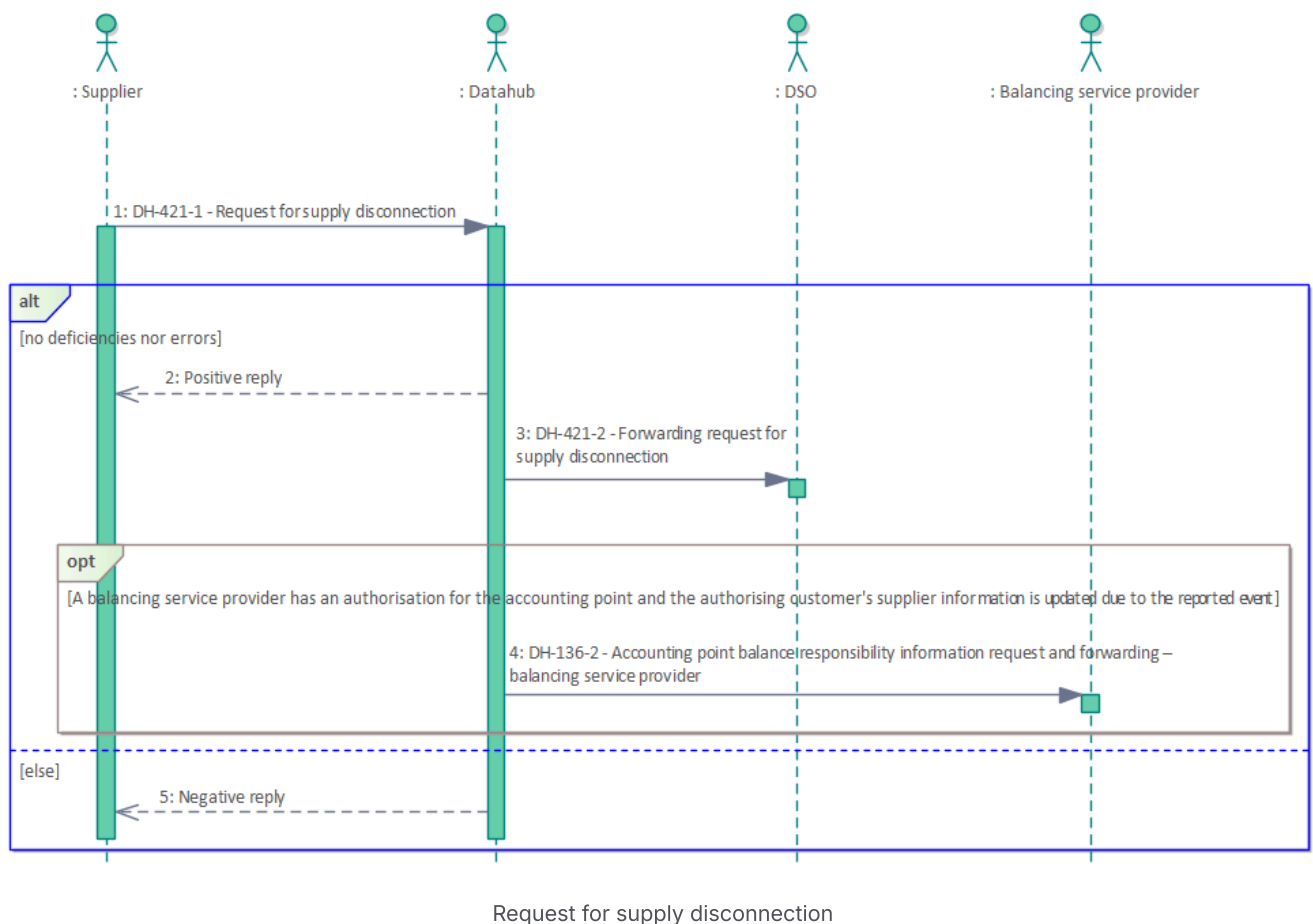 : Supplier
: Datahub
: DSO
: Balancing service provider
1: DH-421-1 - Request for supply disconnection
alt
[no deficiencies nor errors]
2: Positive reply
3: DH-421-2 - Forwarding request for
supply disconnection
opt
[A balancing service provider has an authorisation for the accounting point and the authorising customer's supplier information is updated due to the reported event]
4: DH-136-2 - Accounting point balance responsibility information request and forwarding –
balancing service provider
[else]
5: Negative reply
Request for supply disconnection